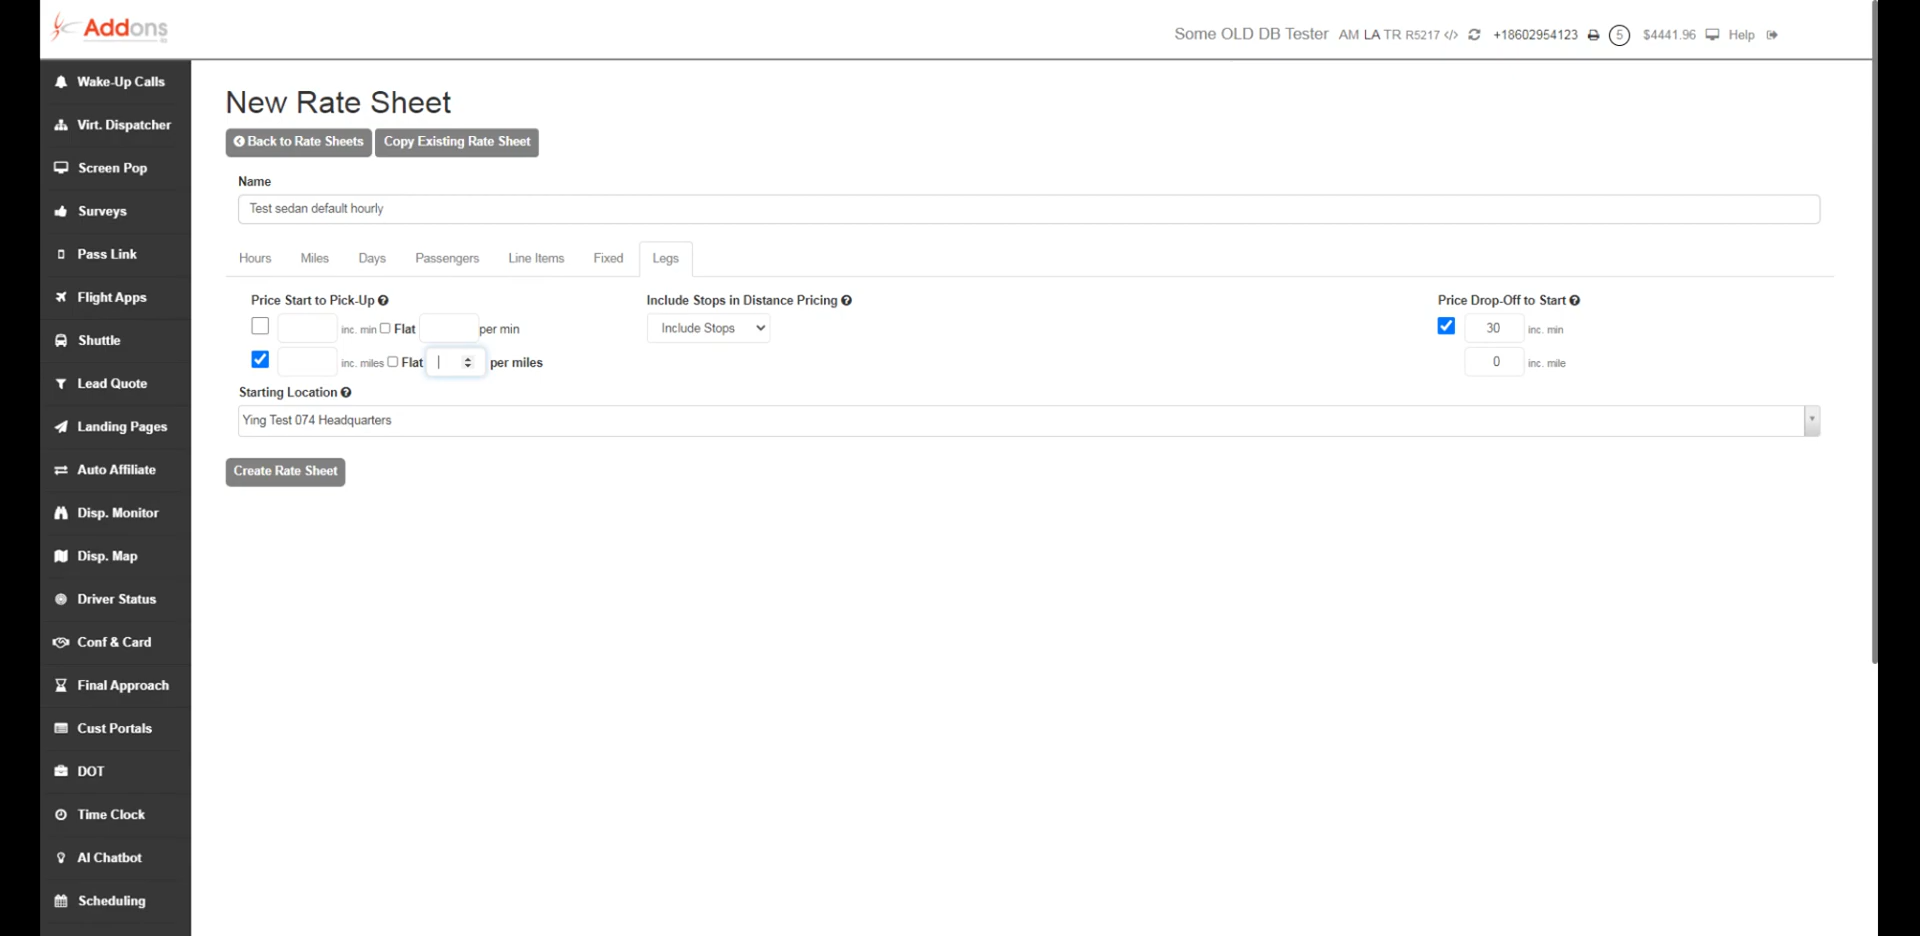 Addons
Some OLD DB Tester AM LA TR R5217 </> +18602954123 5 $4441.96 Help
Wake-Up Calls
Virt. Dispatcher
Screen Pop
Surveys
Pass Link
Flight Apps
Shuttle
Lead Quote
Landing Pages
Auto Affiliate
Disp. Monitor
Disp. Map
Driver Status
Conf & Card
Final Approach
Cust Portals
DOT
Time Clock
AI Chatbot
Scheduling
New Rate Sheet
Back to Rate Sheets Copy Existing Rate Sheet
Name
Test sedan default hourly
Hours Miles Days Passengers Line Items Fixed Legs
Price Start to Pick-Up Include Stops in Distance Pricing Price Drop-Off to Start
inc. min Flat per min Include Stops 30 inc. min
inc. miles Flat per miles 0 inc. mile
Starting Location
Ying Test 074 Headquarters
Create Rate Sheet